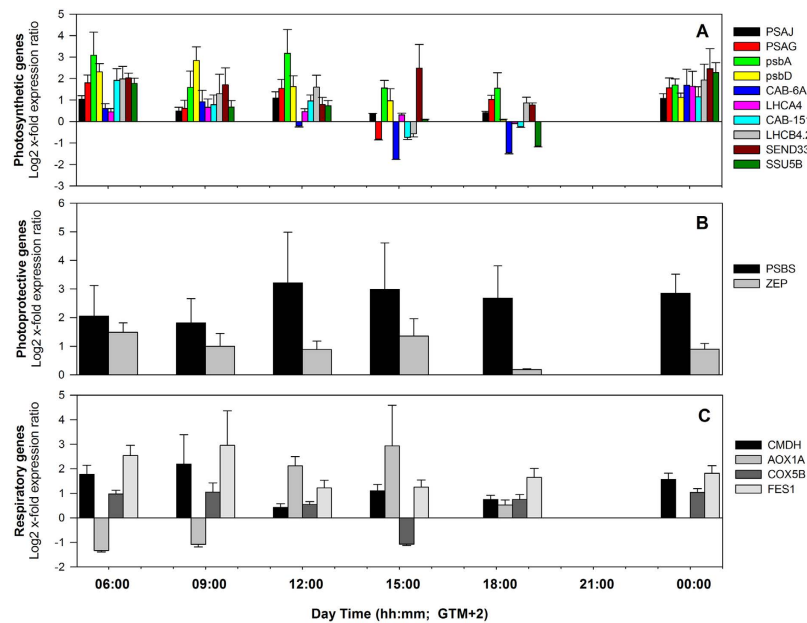 Photosynthetic genes
Log2 x-fold expression ratio
5
4
3
2
1
0
-1
-2
-3
A
PSAJ
PSAG
psbA
psbD
CAB-6A
LHCA4
CAB-15
LHCB4.2
SEND33
SSU5B
Photoprotective genes
Log2 x-fold expression ratio
6
5
4
3
2
1
0
B
PSBS
ZEP
Respiratory genes
Log2 x-fold expression ratio
5
4
3
2
1
0
-1
-2
C
CMDH
AOX1A
COX5B
FES1
06:00 09:00 12:00 15:00 18:00 21:00 00:00
Day Time (hh:mm; GTM+2)